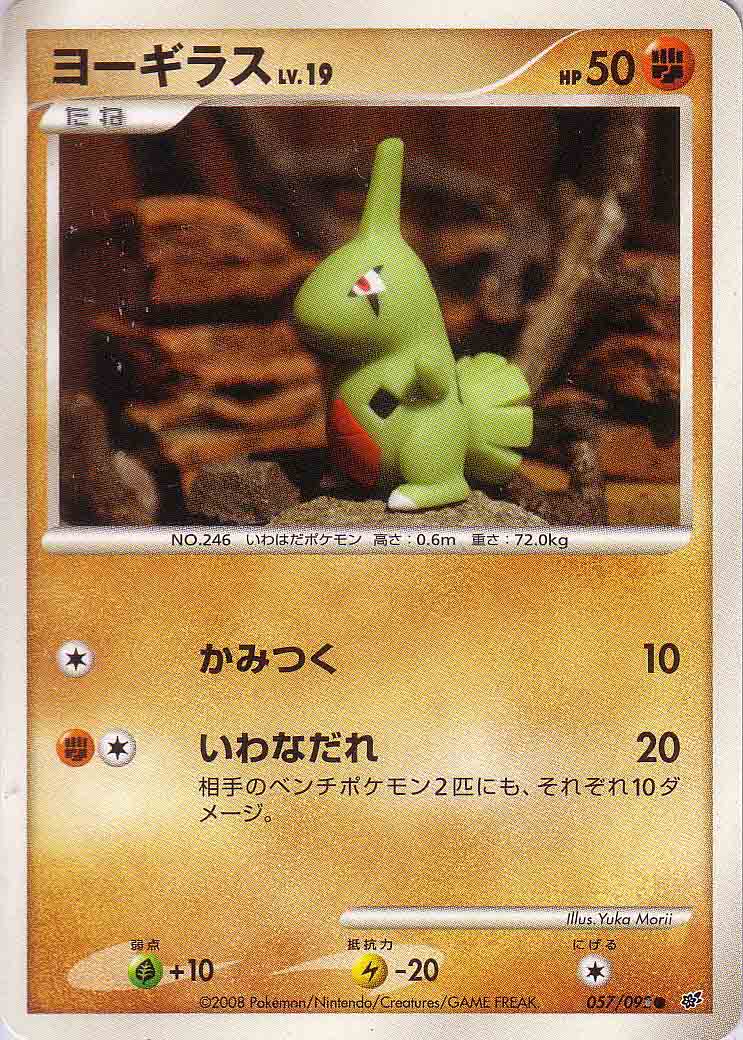 ヨーギラス LV.19 HP 50
たね
NO.246 いわはだポケモン 高さ：0.6m 重さ：72.0kg
かみつく 10
いわなだれ 20
相手のベンチポケモン2匹にも、それぞれ10ダ
メージ。
Illus.Yuka Morii
弱点 +10 抵抗力 -20 にげる
©2008 Pokémon/Nintendo/Creatures/GAME FREAK.